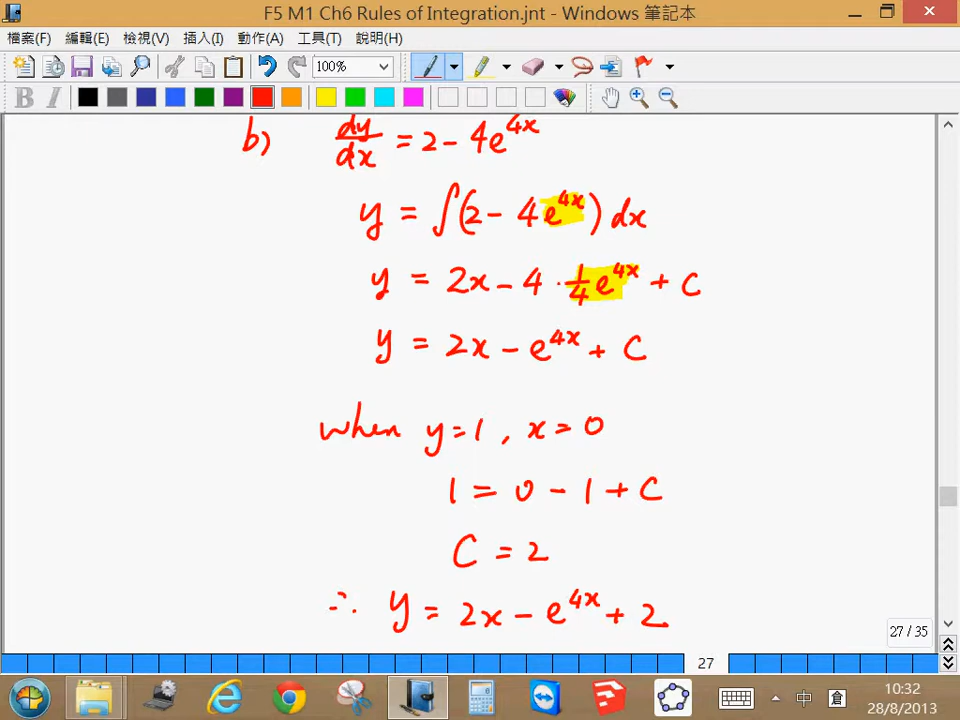 F5 M1 Ch6 Rules of Integration.jnt - Windows 筆記本
檔案(F) 編輯(E) 檢視(V) 插入(I) 動作(A) 工具(T) 說明(H)
100%
B I
b) dy/dx = 2 - 4e^4x
y = ∫(2 - 4e^4x) dx
y = 2x - 4 · 1/4 e^4x + C
y = 2x - e^4x + C
when y=1, x=0
1 = 0 - 1 + C
C = 2
∴ y = 2x - e^4x + 2
27 / 35
27
中 倉 10:32
28/8/2013